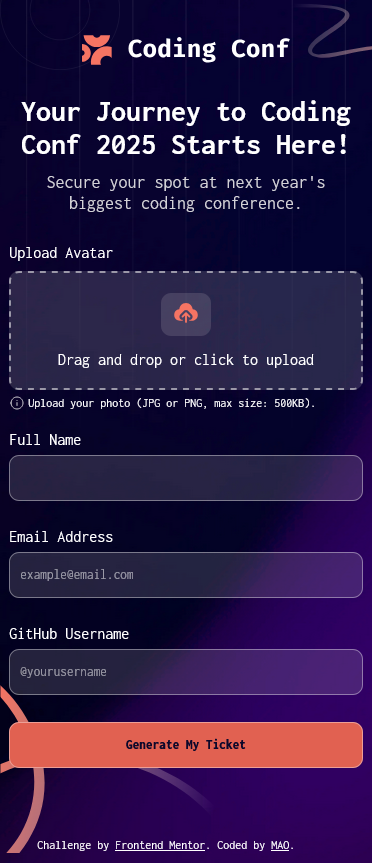 Coding Conf
Your Journey to Coding
Conf 2025 Starts Here!
Secure your spot at next year's
biggest coding conference.
Upload Avatar
Drag and drop or click to upload
Upload your photo (JPG or PNG, max size: 500KB).
Full Name
Email Address
example@email.com
GitHub Username
@yourusername
Generate My Ticket
Challenge by Frontend Mentor. Coded by MAO.